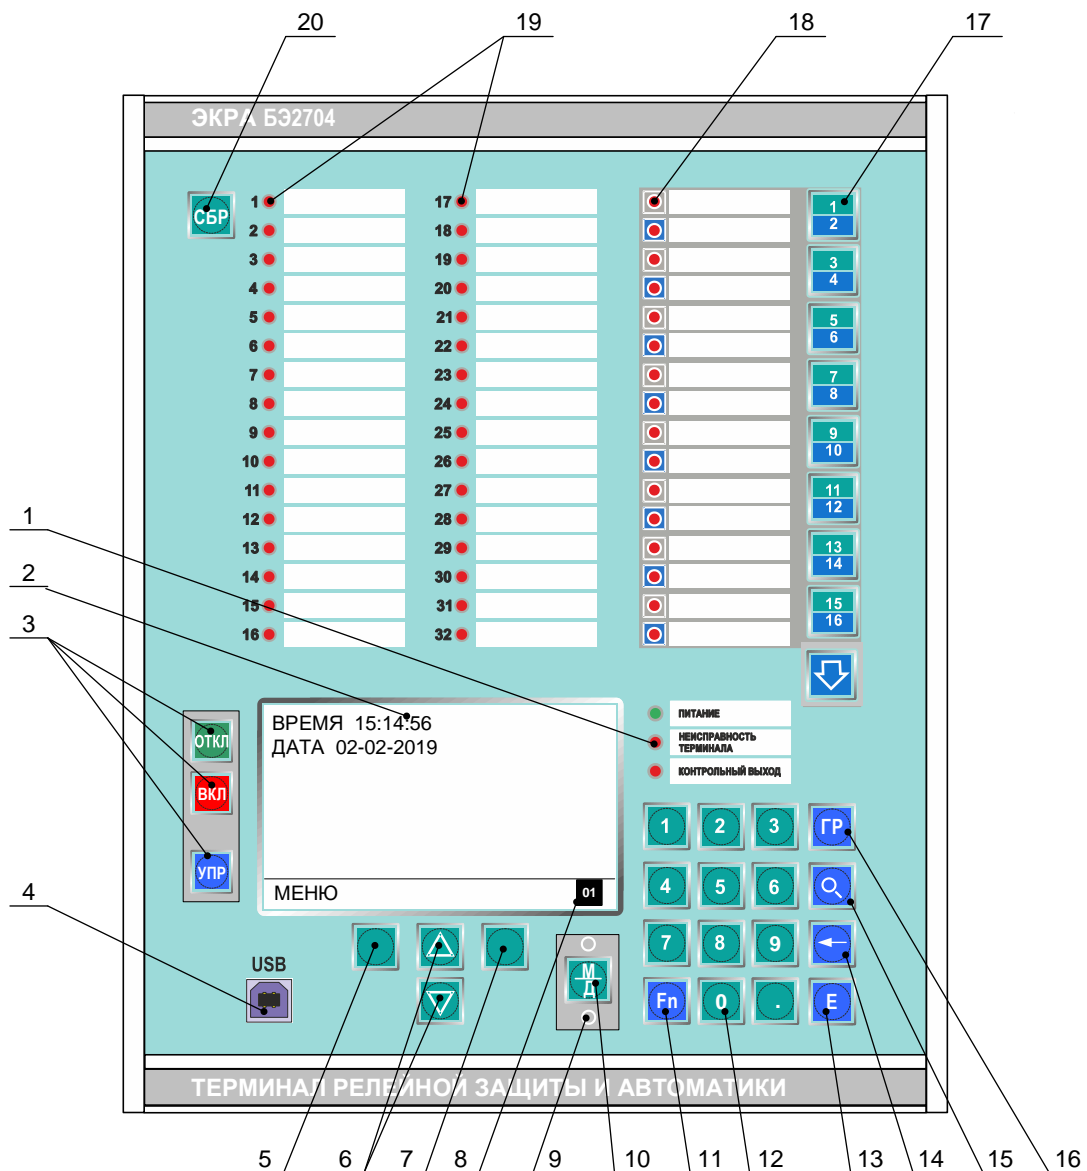 20 19 18 17
ЭКРА БЭ2704
СБР
1 17 1
2 18 2
3 19 3
4 20 4
5 21 5
6 22 6
7 23 7
8 24 8
9 25 9
10 26 10
11 27 11
12 28 12
13 29 13
14 30 14
15 31 15
16 32 16
1
2
3
ОТКЛ
ВКЛ
УПР
ВРЕМЯ 15:14:56
ДАТА 02-02-2019
МЕНЮ 01
ПИТАНИЕ
НЕИСПРАВНОСТЬ
ТЕРМИНАЛА
КОНТРОЛЬНЫЙ ВЫХОД
1 2 3 ГР
4 5 6
7 8 9
Fn 0 . E
4
USB
М
Д
ТЕРМИНАЛ РЕЛЕЙНОЙ ЗАЩИТЫ И АВТОМАТИКИ
5 6 7 8 9 10 11 12 13 14 15 16